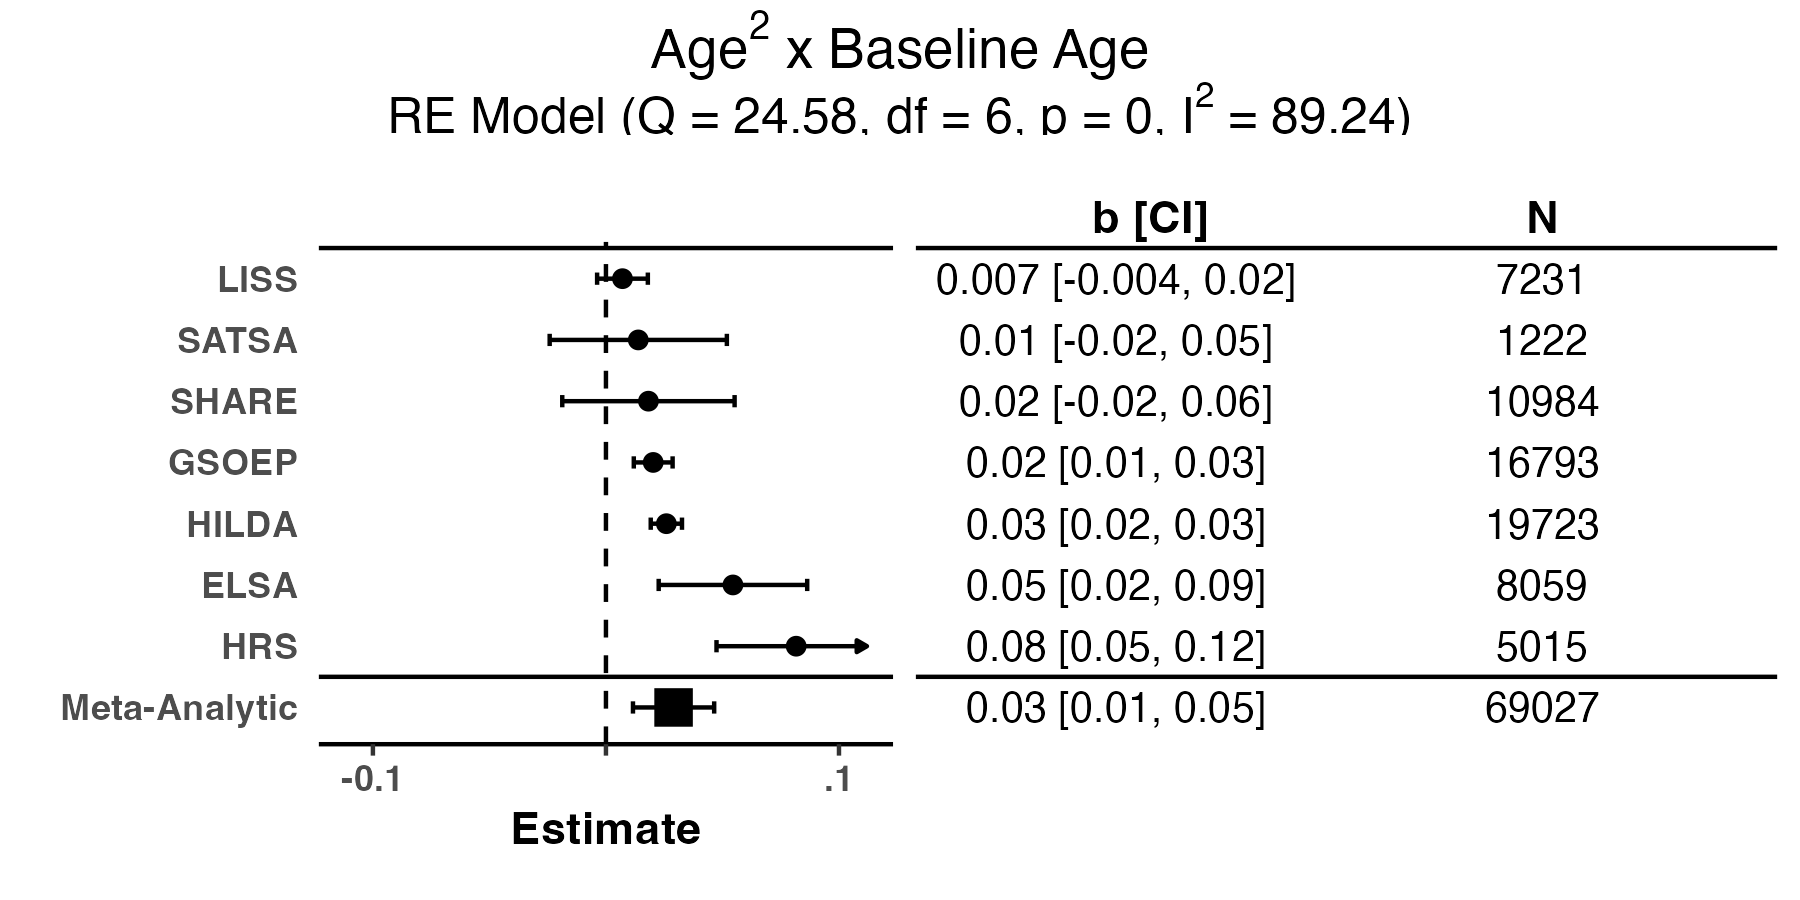 Age² x Baseline Age
RE Model (Q = 24.58, df = 6, p = 0, I² = 89.24)
b [CI] N
LISS 0.007 [-0.004, 0.02] 7231
SATSA 0.01 [-0.02, 0.05] 1222
SHARE 0.02 [-0.02, 0.06] 10984
GSOEP 0.02 [0.01, 0.03] 16793
HILDA 0.03 [0.02, 0.03] 19723
ELSA 0.05 [0.02, 0.09] 8059
HRS 0.08 [0.05, 0.12] 5015
Meta-Analytic 0.03 [0.01, 0.05] 69027
-0.1 .1
Estimate